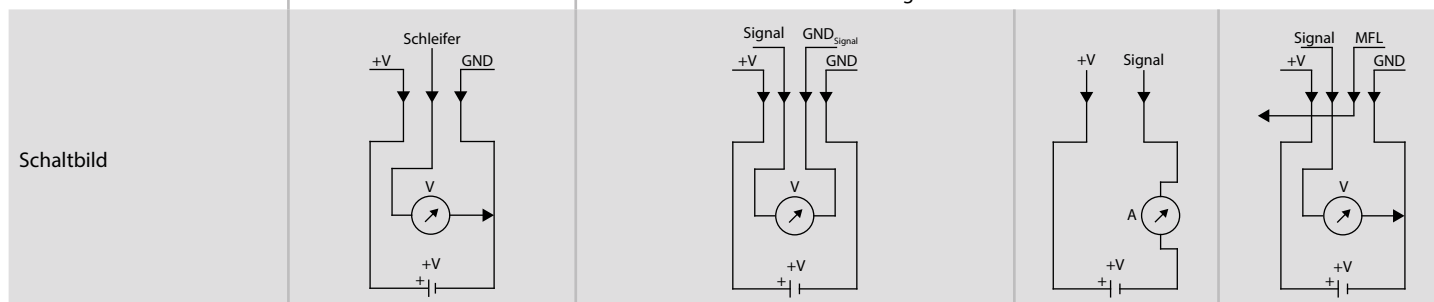 Schaltbild
Schleifer
+V GND
V
+V
+
Signal GND Signal
+V GND
V
+V
+
+V Signal
A
+V
+
Signal MFL
+V GND
V
+V
+